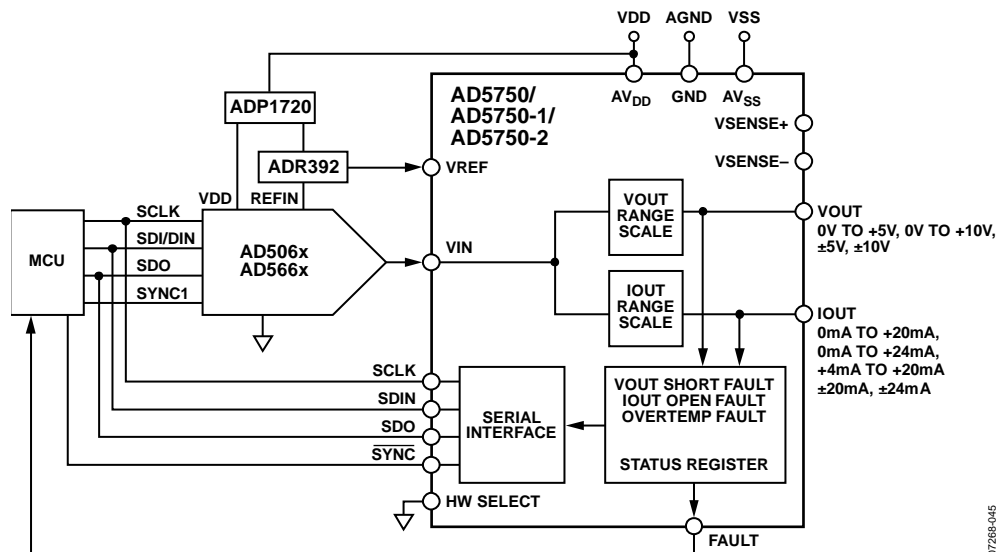 VDD AGND VSS
AV_DD GND AV_SS
AD5750/
AD5750-1/
AD5750-2
ADP1720
ADR392
VSENSE+
VSENSE–
VREF
VDD REFIN
MCU
SCLK
SDI/DIN
SDO
SYNC1
AD506x
AD566x
VIN
VOUT
RANGE
SCALE
IOUT
RANGE
SCALE
VOUT
0V TO +5V, 0V TO +10V,
±5V, ±10V
IOUT
0mA TO +20mA,
0mA TO +24mA,
+4mA TO +20mA
±20mA, ±24mA
SCLK
SDIN
SDO
SYNC
SERIAL
INTERFACE
VOUT SHORT FAULT
IOUT OPEN FAULT
OVERTEMP FAULT
STATUS REGISTER
HW SELECT
FAULT
07268-045